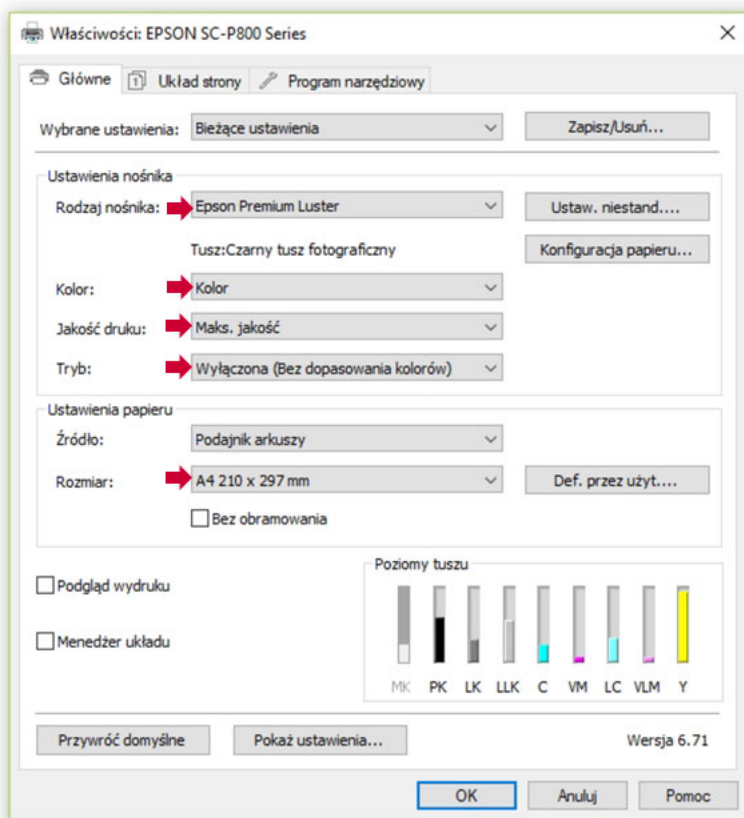 Właściwości: EPSON SC-P800 Series
Główne
Układ strony
Program narzędziowy
Wybrane ustawienia: Bieżące ustawienia Zapisz/Usuń...
Ustawienia nośnika
Rodzaj nośnika: Epson Premium Luster Ustaw. niestand....
Tusz:Czarny tusz fotograficzny Konfiguracja papieru...
Kolor: Kolor
Jakość druku: Maks. jakość
Tryb: Wyłączona (Bez dopasowania kolorów)
Ustawienia papieru
Źródło: Podajnik arkuszy
Rozmiar: A4 210 x 297 mm Def. przez użyt....
Bez obramowania
Podgląd wydruku
Menedżer układu
Poziomy tuszu
MK PK LK LLK C VM LC VLM Y
Przywróć domyślne Pokaż ustawienia... Wersja 6.71
OK Anuluj Pomoc